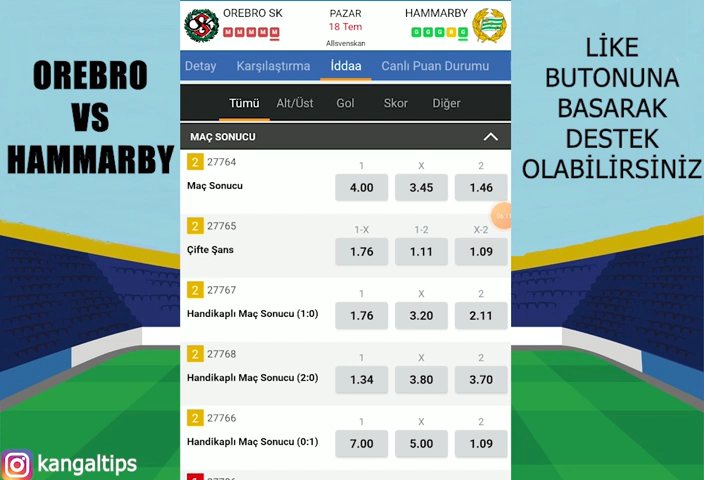 OREBRO SK
M M M M M
PAZAR
18 Tem
Allsvenskan
HAMMARBY
G G G B G
Detay Karşılaştırma İddaa Canlı Puan Durumu
Tümü Alt/Üst Gol Skor Diğer
MAÇ SONUCU
2 27764
Maç Sonucu
1 X 2
4.00 3.45 1.46
2 27765
Çifte Şans
1-X 1-2 X-2
1.76 1.11 1.09
2 27767
Handikaplı Maç Sonucu (1:0)
1 X 2
1.76 3.20 2.11
2 27768
Handikaplı Maç Sonucu (2:0)
1 X 2
1.34 3.80 3.70
2 27766
Handikaplı Maç Sonucu (0:1)
1 X 2
7.00 5.00 1.09
OREBRO
VS
HAMMARBY
LİKE
BUTONUNA
BASARAK
DESTEK
OLABİLİRSİNİZ
kangaltips